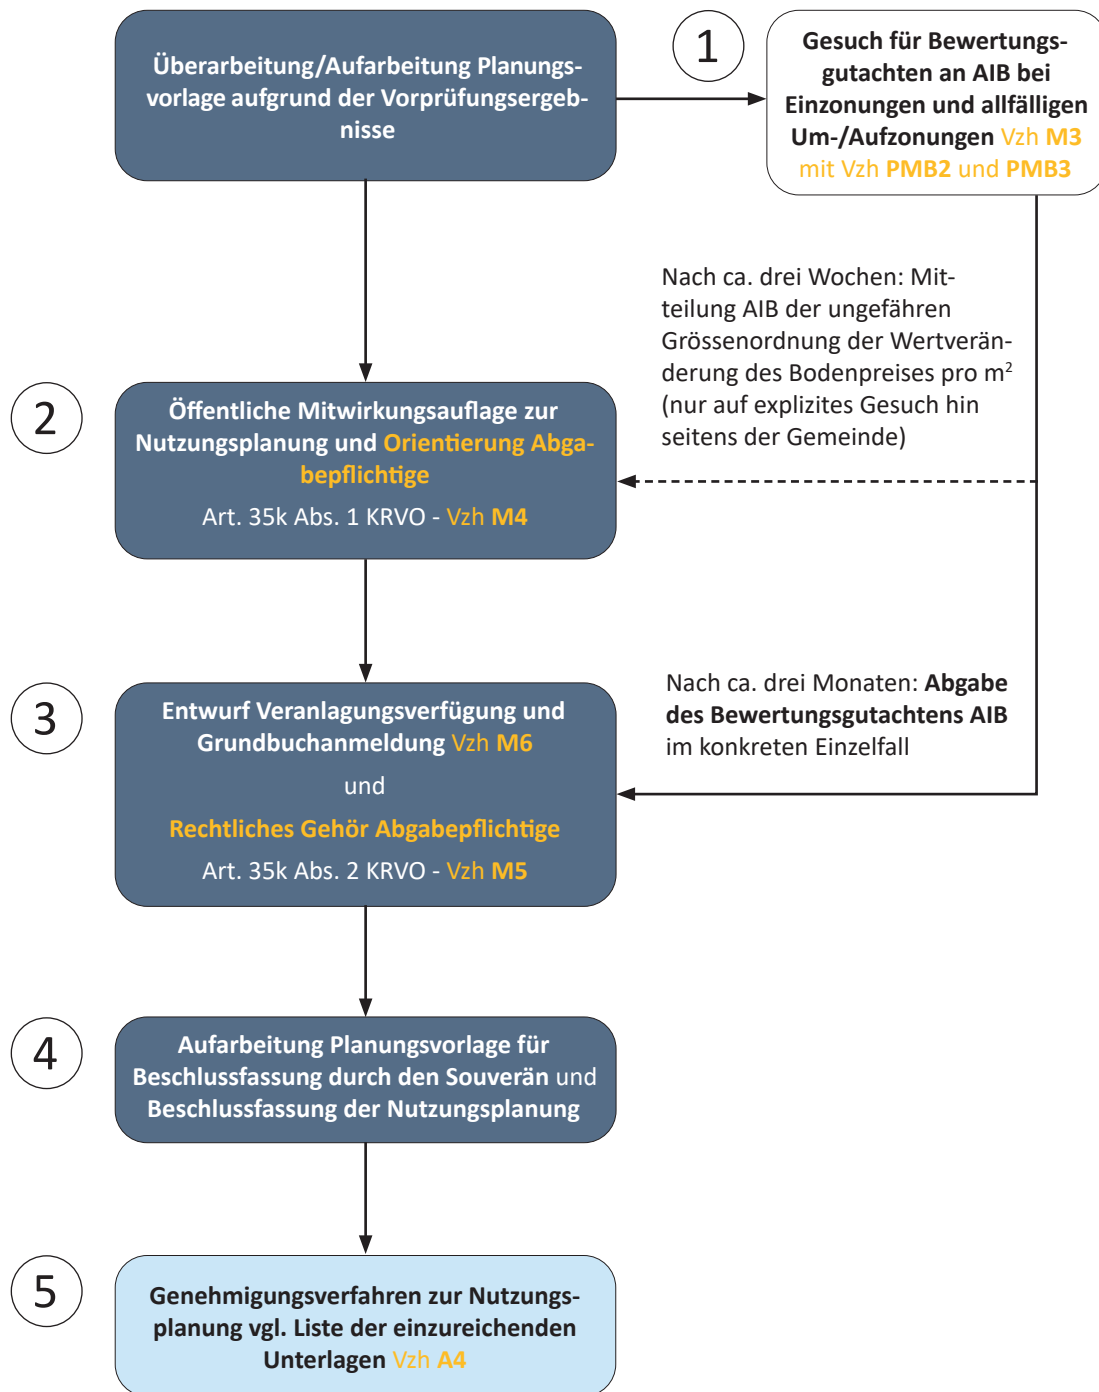 Überarbeitung/Aufarbeitung Planungs-
vorlage aufgrund der Vorprüfungsergeb-
nisse
1
Gesuch für Bewertungs-
gutachten an AIB bei
Einzonungen und allfälligen
Um-/Aufzonungen Vzh M3
mit Vzh PMB2 und PMB3
Nach ca. drei Wochen: Mit-
teilung AIB der ungefähren
Grössenordnung der Wertverän-
derung des Bodenpreises pro m²
(nur auf explizites Gesuch hin
seitens der Gemeinde)
2
Öffentliche Mitwirkungsauflage zur
Nutzungsplanung und Orientierung Abga-
bepflichtige
Art. 35k Abs. 1 KRVO - Vzh M4
3
Entwurf Veranlagungsverfügung und
Grundbuchanmeldung Vzh M6
und
Rechtliches Gehör Abgabepflichtige
Art. 35k Abs. 2 KRVO - Vzh M5
Nach ca. drei Monaten: Abgabe
des Bewertungsgutachtens AIB
im konkreten Einzelfall
4
Aufarbeitung Planungsvorlage für
Beschlussfassung durch den Souverän und
Beschlussfassung der Nutzungsplanung
5
Genehmigungsverfahren zur Nutzungs-
planung vgl. Liste der einzureichenden
Unterlagen Vzh A4